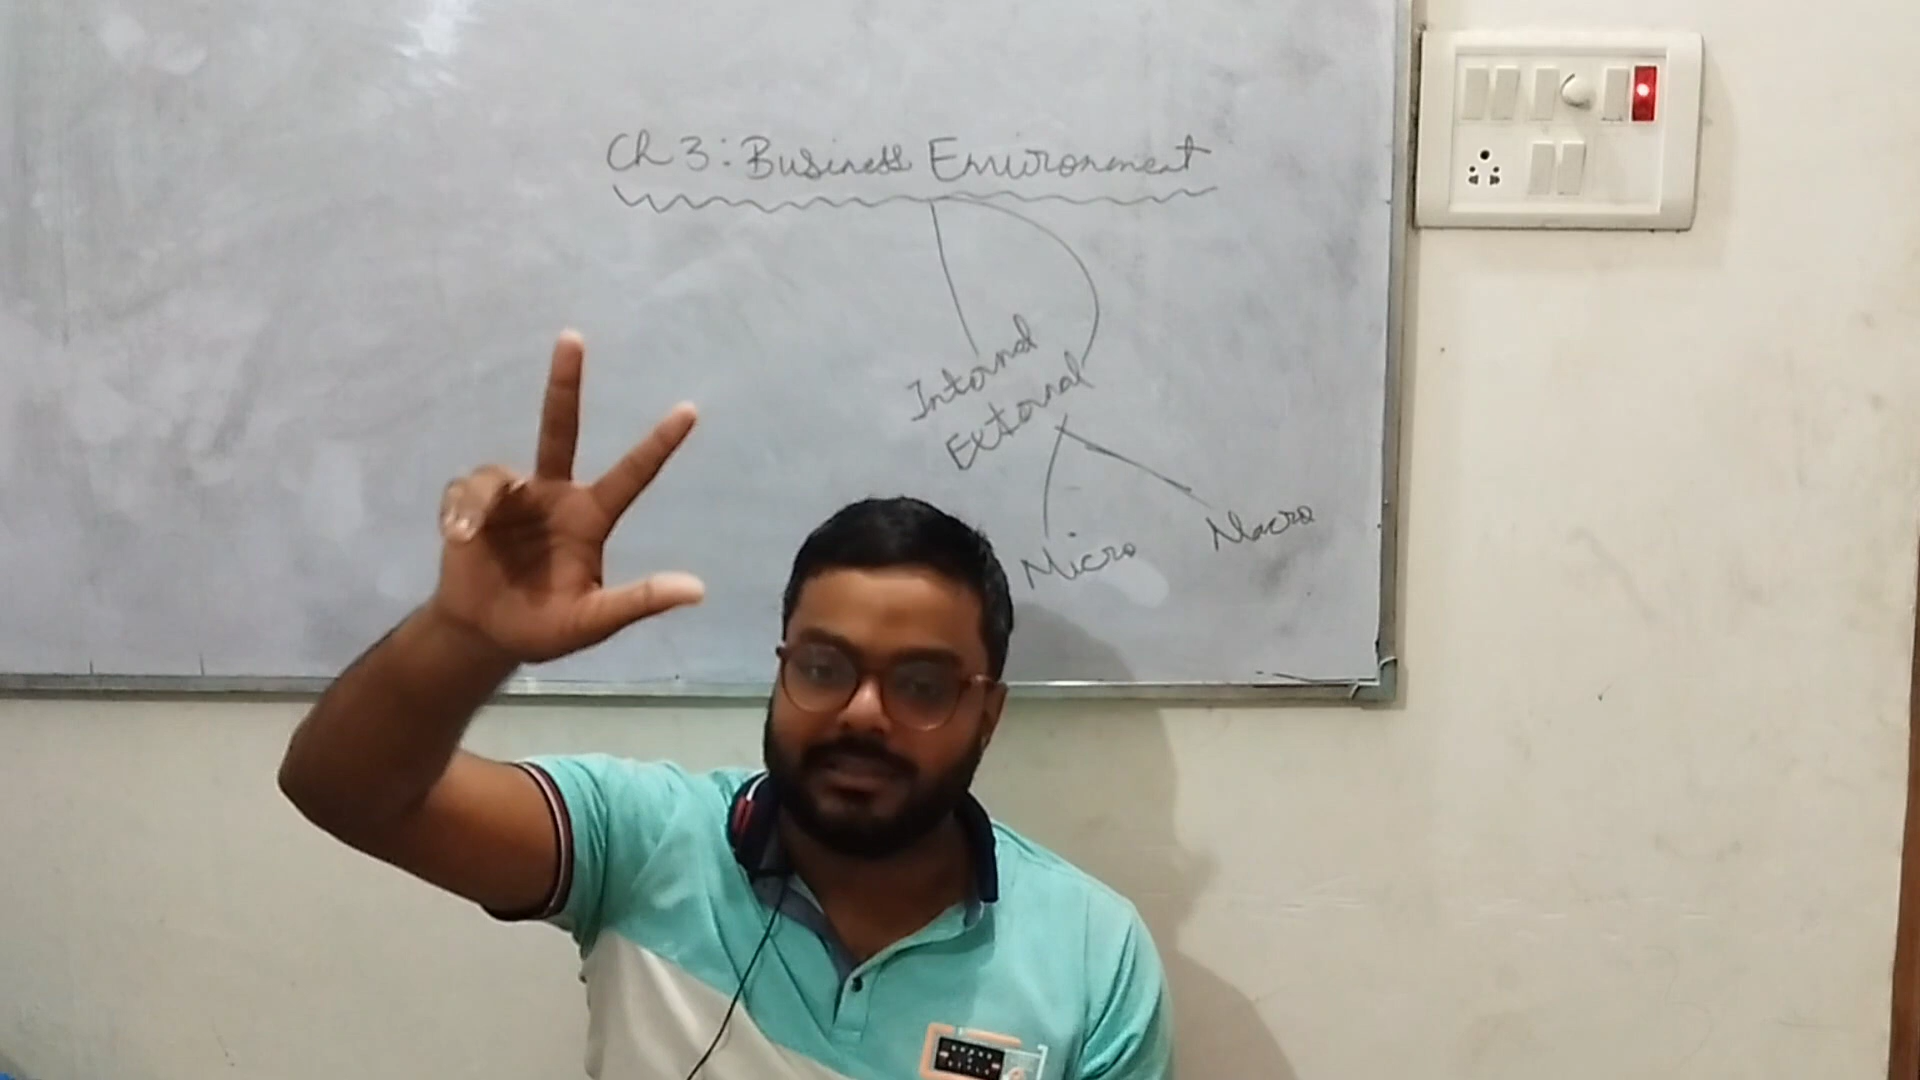 Ch 3: Business Environment
Internal
External
Micro
Macro